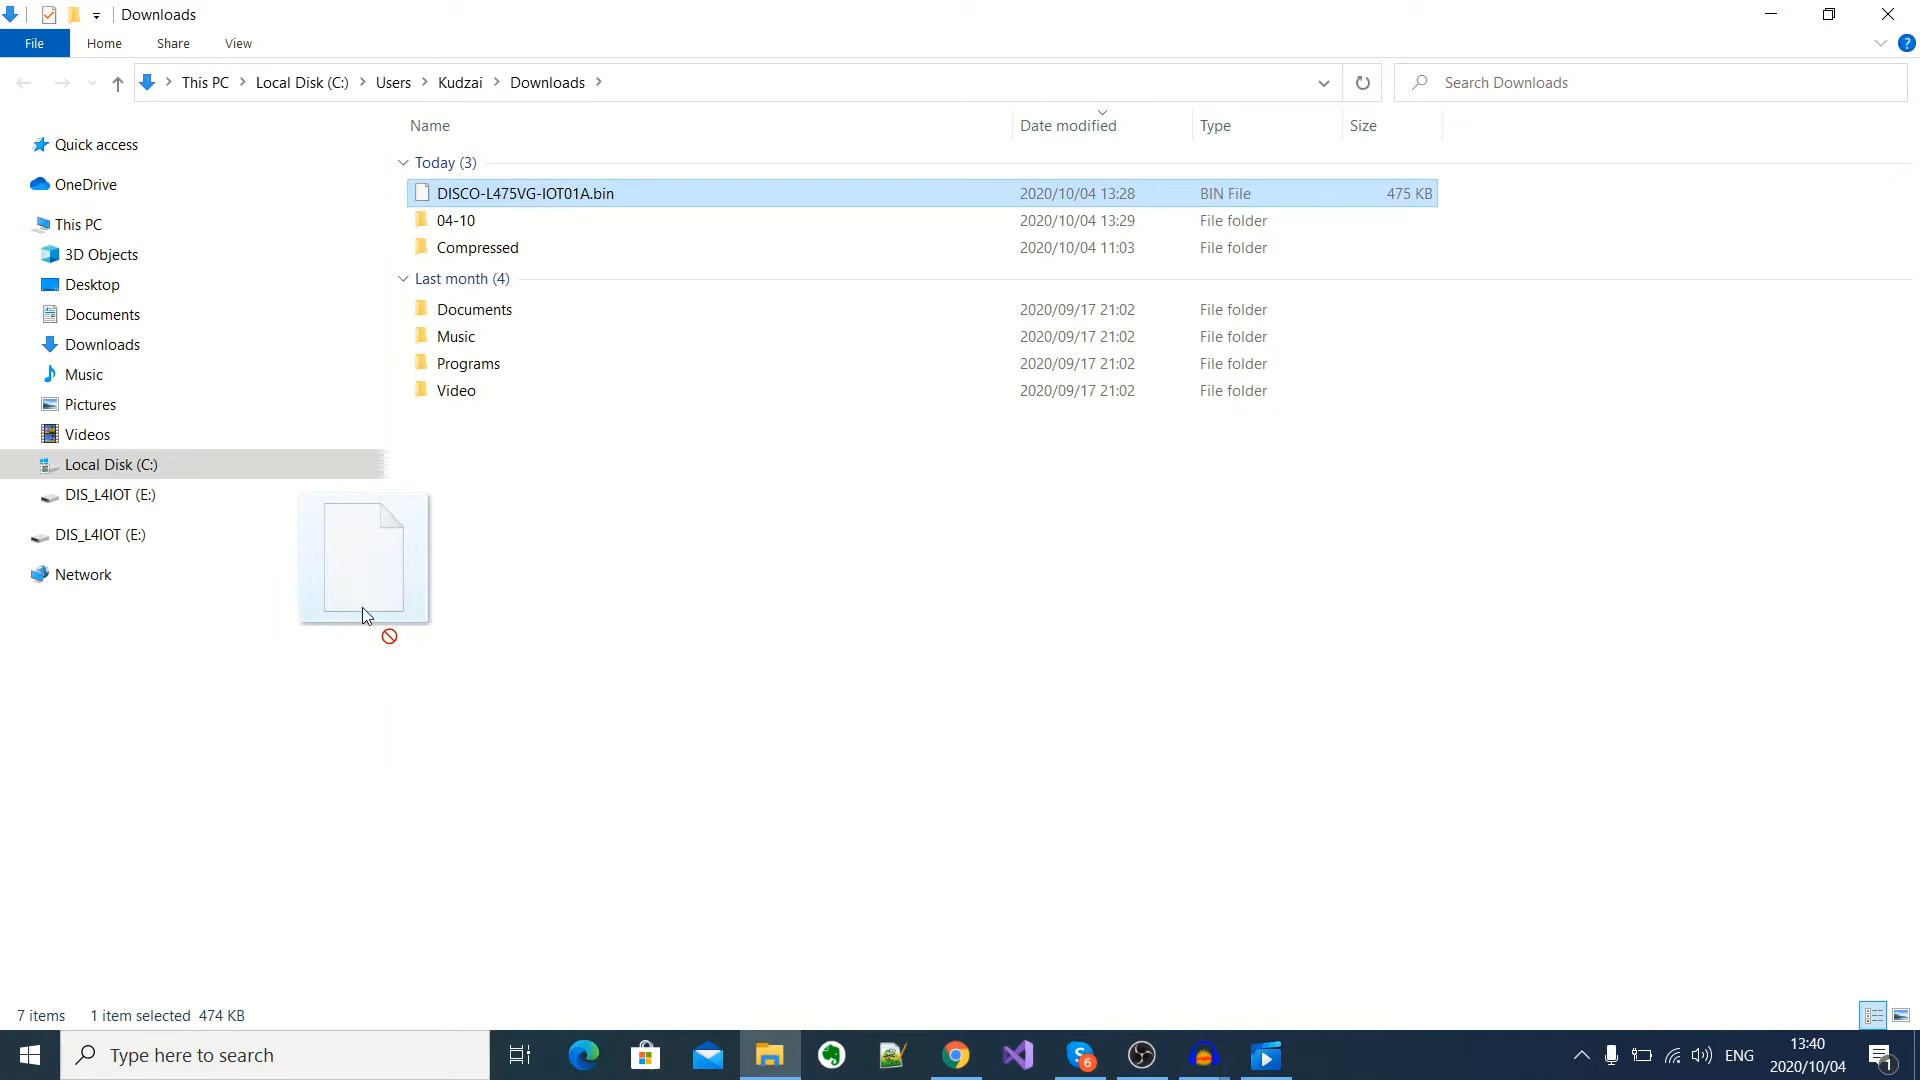 Downloads
File Home Share View
This PC Local Disk (C:) Users Kudzai Downloads Search Downloads
Name Date modified Type Size
Quick access
OneDrive
This PC
3D Objects
Desktop
Documents
Downloads
Music
Pictures
Videos
Local Disk (C:)
DIS_L4IOT (E:)
DIS_L4IOT (E:)
Network
Today (3)
DISCO-L475VG-IOT01A.bin 2020/10/04 13:28 BIN File 475 KB
04-10 2020/10/04 13:29 File folder
Compressed 2020/10/04 11:03 File folder
Last month (4)
Documents 2020/09/17 21:02 File folder
Music 2020/09/17 21:02 File folder
Programs 2020/09/17 21:02 File folder
Video 2020/09/17 21:02 File folder
7 items 1 item selected 474 KB
Type here to search
6
ENG
13:40
2020/10/04
1